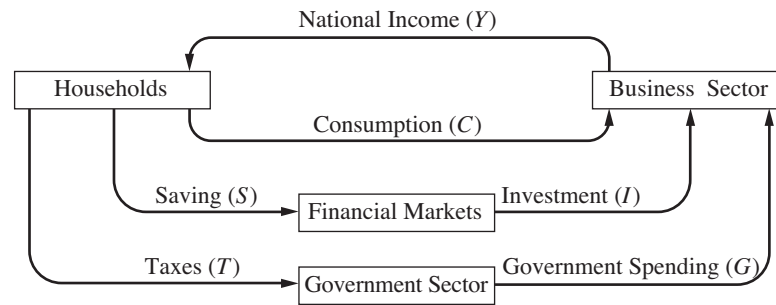 National Income (Y)
Households
Business Sector
Consumption (C)
Saving (S)
Financial Markets
Investment (I)
Taxes (T)
Government Sector
Government Spending (G)